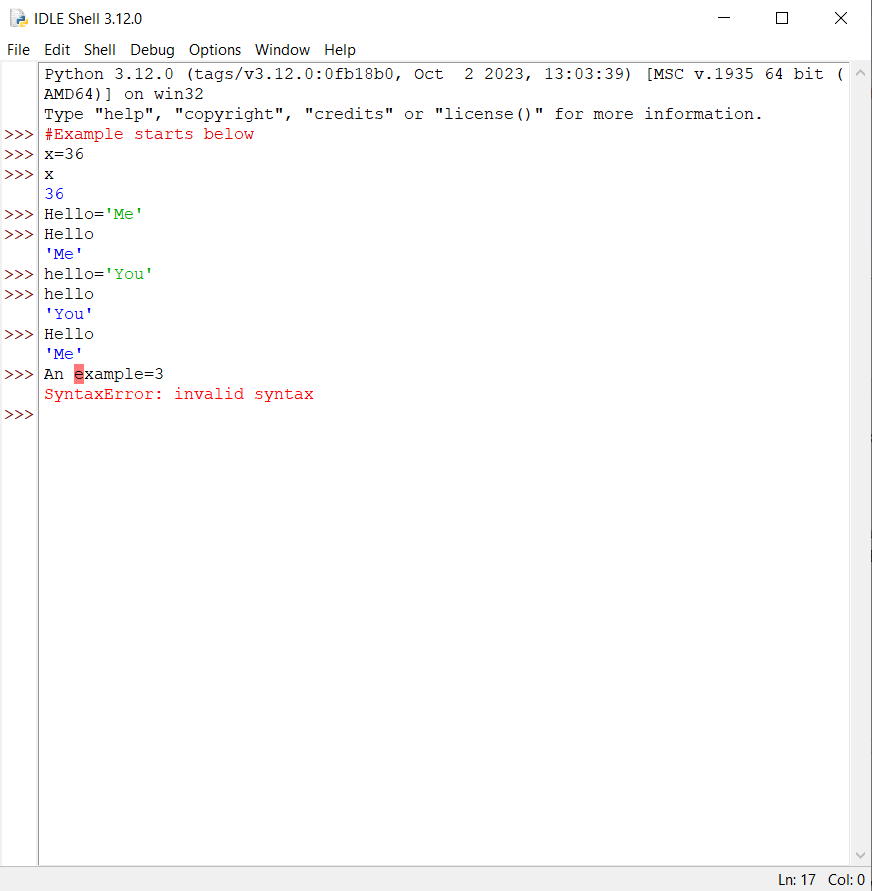 IDLE Shell 3.12.0
File Edit Shell Debug Options Window Help
Python 3.12.0 (tags/v3.12.0:0fb18b0, Oct  2 2023, 13:03:39) [MSC v.1935 64 bit (
AMD64)] on win32
Type "help", "copyright", "credits" or "license()" for more information.
>>> #Example starts below
>>> x=36
>>> x
36
>>> Hello='Me'
>>> Hello
'Me'
>>> hello='You'
>>> hello
'You'
>>> Hello
'Me'
>>> An example=3
SyntaxError: invalid syntax
>>>
Ln: 17 Col: 0